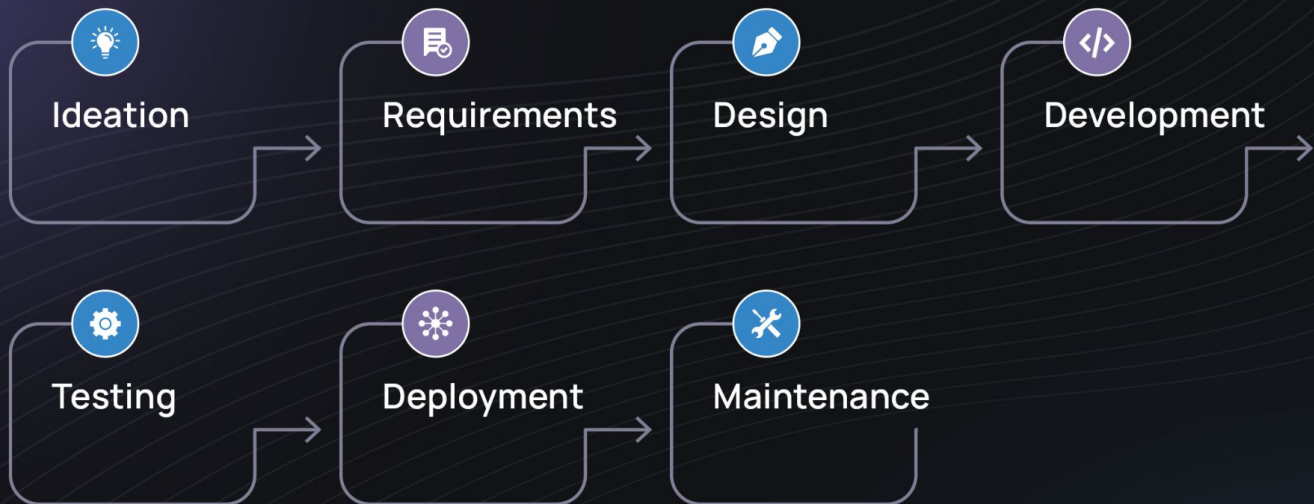 Ideation
Requirements
Design
Development
Testing
Deployment
Maintenance